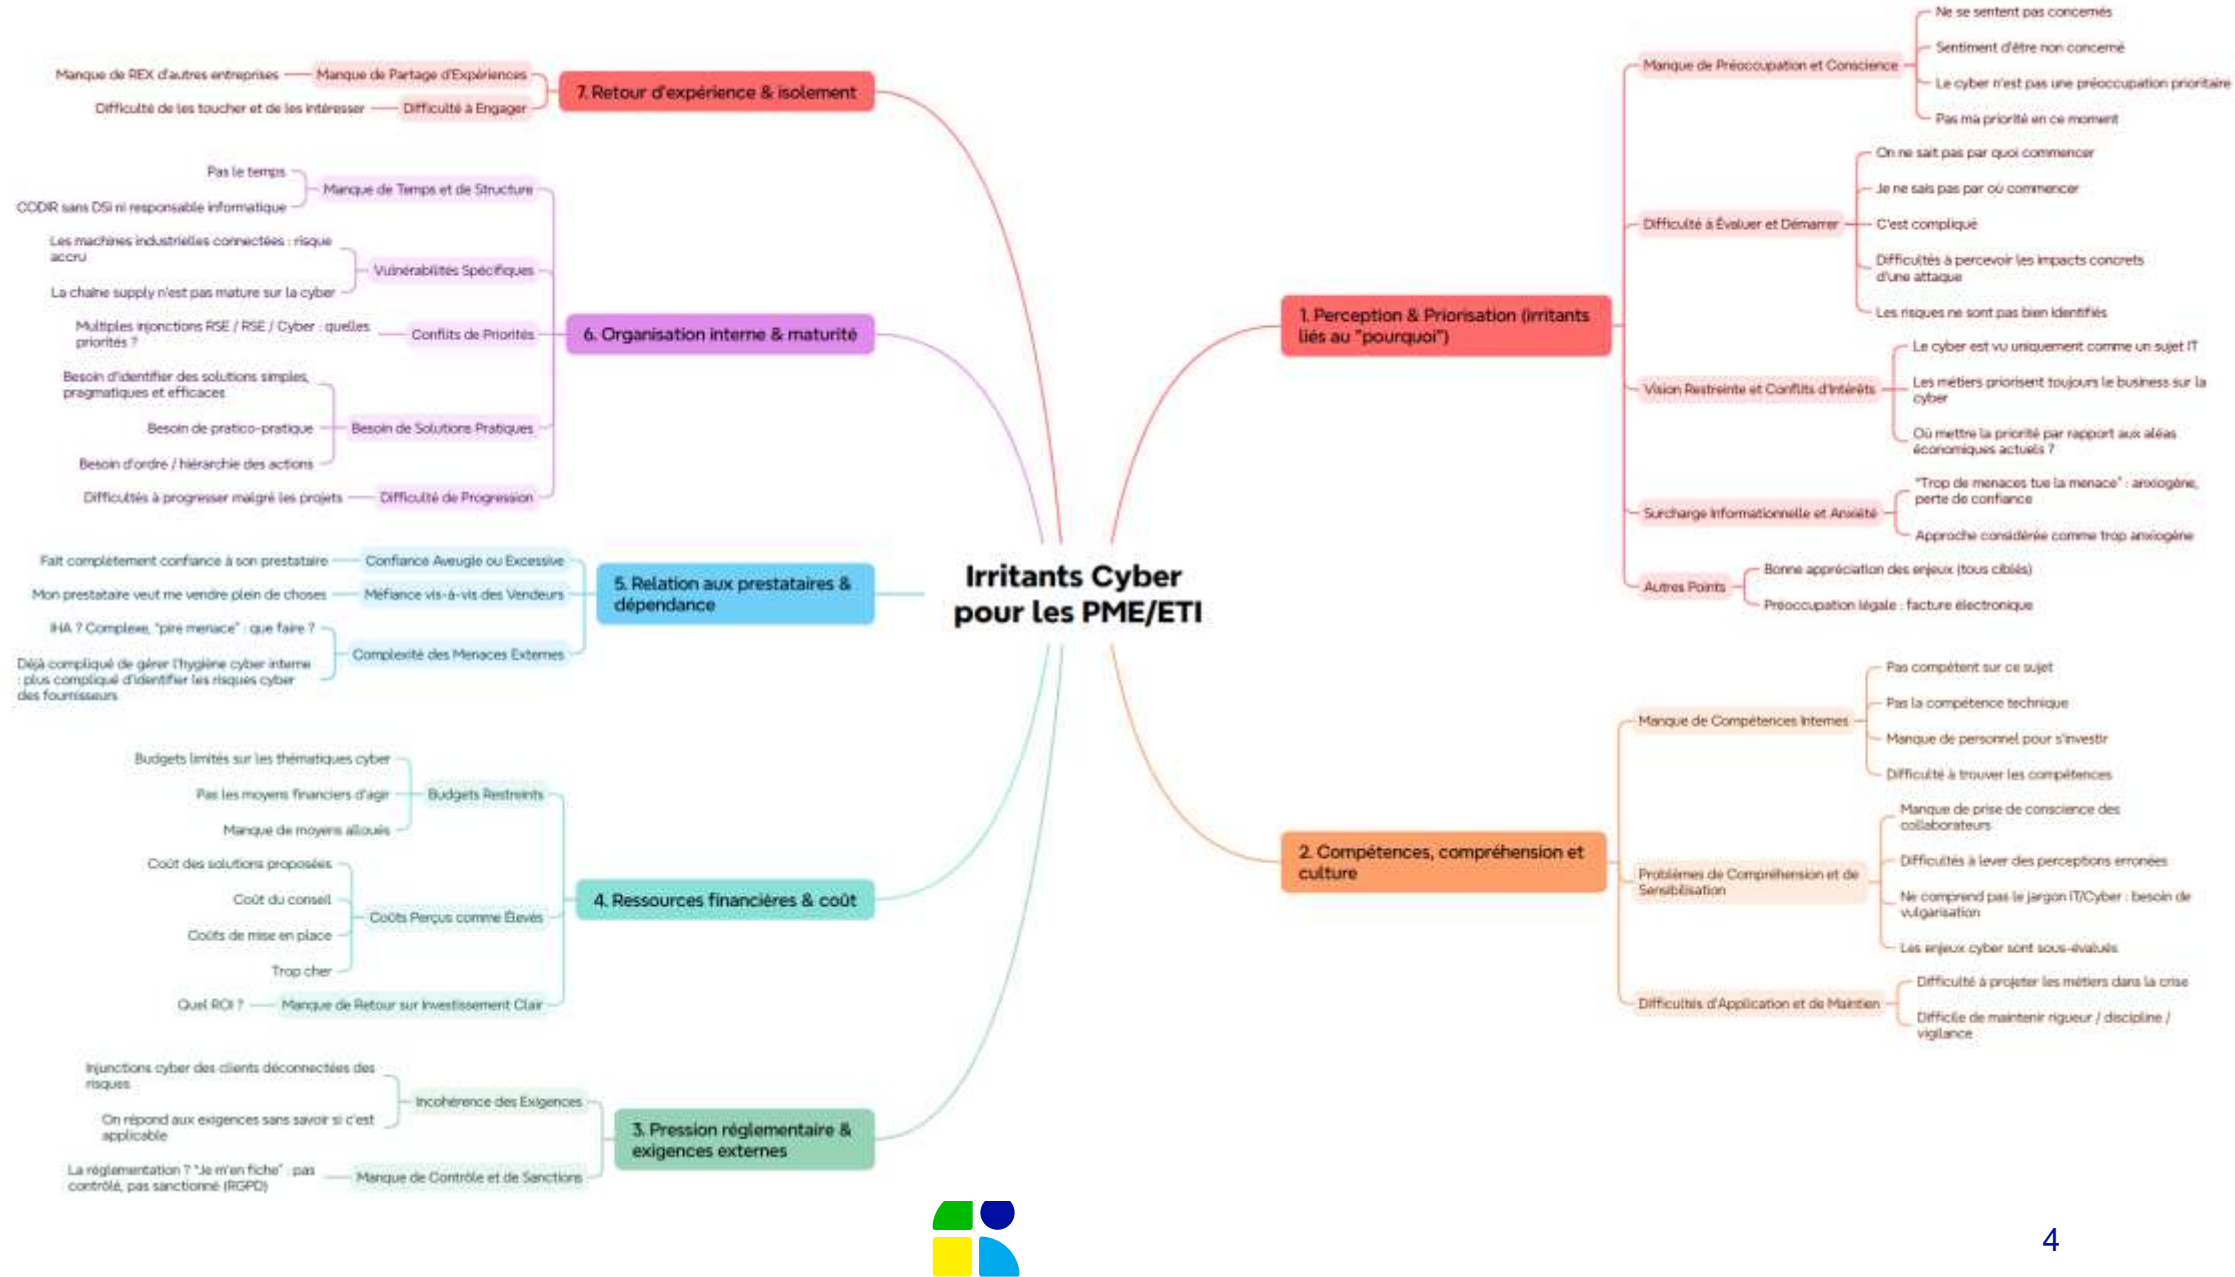 Irritants Cyber
pour les PME/ETI
1. Perception & Priorisation (irritants
liés au "pourquoi")
Manque de Préoccupation et Conscience
Ne se sentent pas concernés
Sentiment d'être non concerné
Le cyber n'est pas une préoccupation prioritaire
Pas ma priorité en ce moment
Difficulté à Évaluer et Démarrer
On ne sait pas par quoi commencer
Je ne sais pas par où commencer
C'est compliqué
Difficultés à percevoir les impacts concrets
d'une attaque
Les risques ne sont pas bien identifiés
Vision Restreinte et Conflits d'Intérêts
Le cyber est vu uniquement comme un sujet IT
Les métiers priorisent toujours le business sur la
cyber
Où mettre la priorité par rapport aux aléas
économiques actuels ?
Surcharge Informationnelle et Anxiété
"Trop de menaces tue la menace" : anxiogène,
perte de confiance
Approche considérée comme trop anxiogène
Autres Points
Bonne appréciation des enjeux (tous ciblés)
Préoccupation légale : facture électronique
2. Compétences, compréhension et
culture
Manque de Compétences Internes
Pas compétent sur ce sujet
Pas la compétence technique
Manque de personnel pour s'investir
Difficulté à trouver les compétences
Problèmes de Compréhension et de
Sensibilisation
Manque de prise de conscience des
collaborateurs
Difficultés à lever des perceptions erronées
Ne comprend pas le jargon IT/Cyber : besoin de
vulgarisation
Les enjeux cyber sont sous-évalués
Difficultés d'Application et de Maintien
Difficulté à projeter les métiers dans la crise
Difficile de maintenir rigueur / discipline /
vigilance
3. Pression réglementaire &
exigences externes
Incohérence des Exigences
Injunctions cyber des clients déconnectées des
risques
On répond aux exigences sans savoir si c'est
applicable
Manque de Contrôle et de Sanctions
La réglementation ? "Je m'en fiche" : pas
contrôlé, pas sanctionné (RGPD)
4. Ressources financières & coût
Budgets Restreints
Budgets limités sur les thématiques cyber
Pas les moyens financiers d'agir
Manque de moyens alloués
Coûts Perçus comme Élevés
Coût des solutions proposées
Coût du conseil
Coûts de mise en place
Trop cher
Manque de Retour sur Investissement Clair
Quel ROI ?
5. Relation aux prestataires &
dépendance
Confiance Aveugle ou Excessive
Fait complètement confiance à son prestataire
Méfiance vis-à-vis des Vendeurs
Mon prestataire veut me vendre plein de choses
Complexité des Menaces Externes
IHA ? Complexe, "pire menace" : que faire ?
Déjà compliqué de gérer l'hygiène cyber interne
: plus compliqué d'identifier les risques cyber
des fournisseurs
6. Organisation interne & maturité
Manque de Temps et de Structure
Pas le temps
CODIR sans DSI ni responsable informatique
Vulnérabilités Spécifiques
Les machines industrielles connectées : risque
accru
La chaîne supply n'est pas mature sur la cyber
Conflits de Priorités
Multiples injonctions RSE / RSE / Cyber : quelles
priorités ?
Besoin de Solutions Pratiques
Besoin d'identifier des solutions simples,
pragmatiques et efficaces
Besoin de pratico-pratique
Besoin d'ordre / hiérarchie des actions
Difficulté de Progression
Difficultés à progresser malgré les projets
7. Retour d'expérience & isolement
Manque de Partage d'Expériences
Manque de REX d'autres entreprises
Difficulté à Engager
Difficulté de les toucher et de les intéresser
4